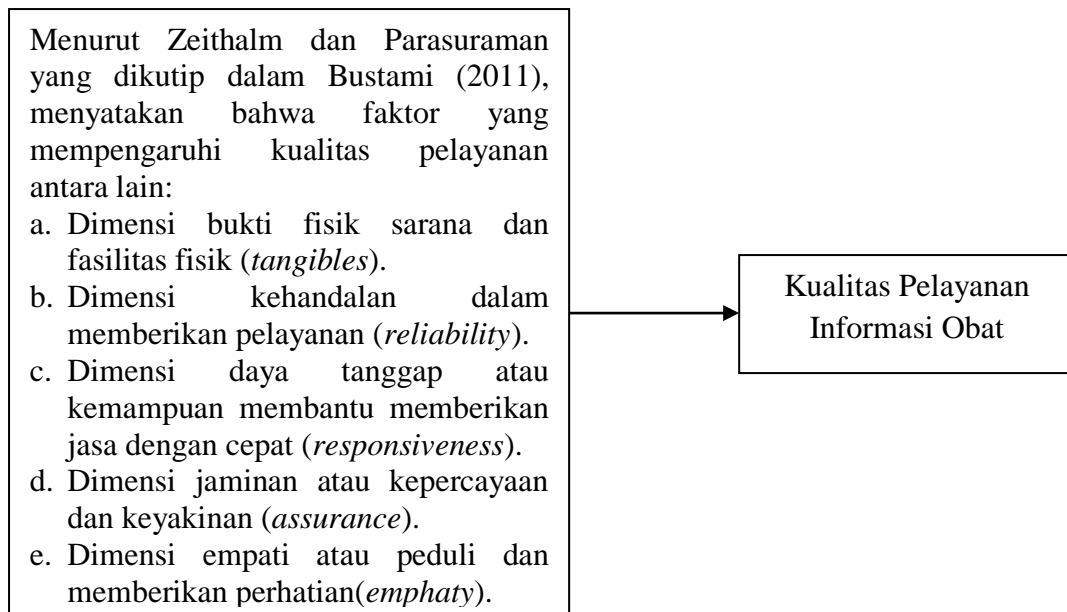 Menurut Zeithalm dan Parasuraman
yang dikutip dalam Bustami (2011),
menyatakan bahwa faktor yang
mempengaruhi kualitas pelayanan
antara lain:
a. Dimensi bukti fisik sarana dan
fasilitas fisik (tangibles).
b. Dimensi kehandalan dalam
memberikan pelayanan (reliability).
c. Dimensi daya tanggap atau
kemampuan membantu memberikan
jasa dengan cepat (responsiveness).
d. Dimensi jaminan atau kepercayaan
dan keyakinan (assurance).
e. Dimensi empati atau peduli dan
memberikan perhatian(emphaty).
Kualitas Pelayanan
Informasi Obat